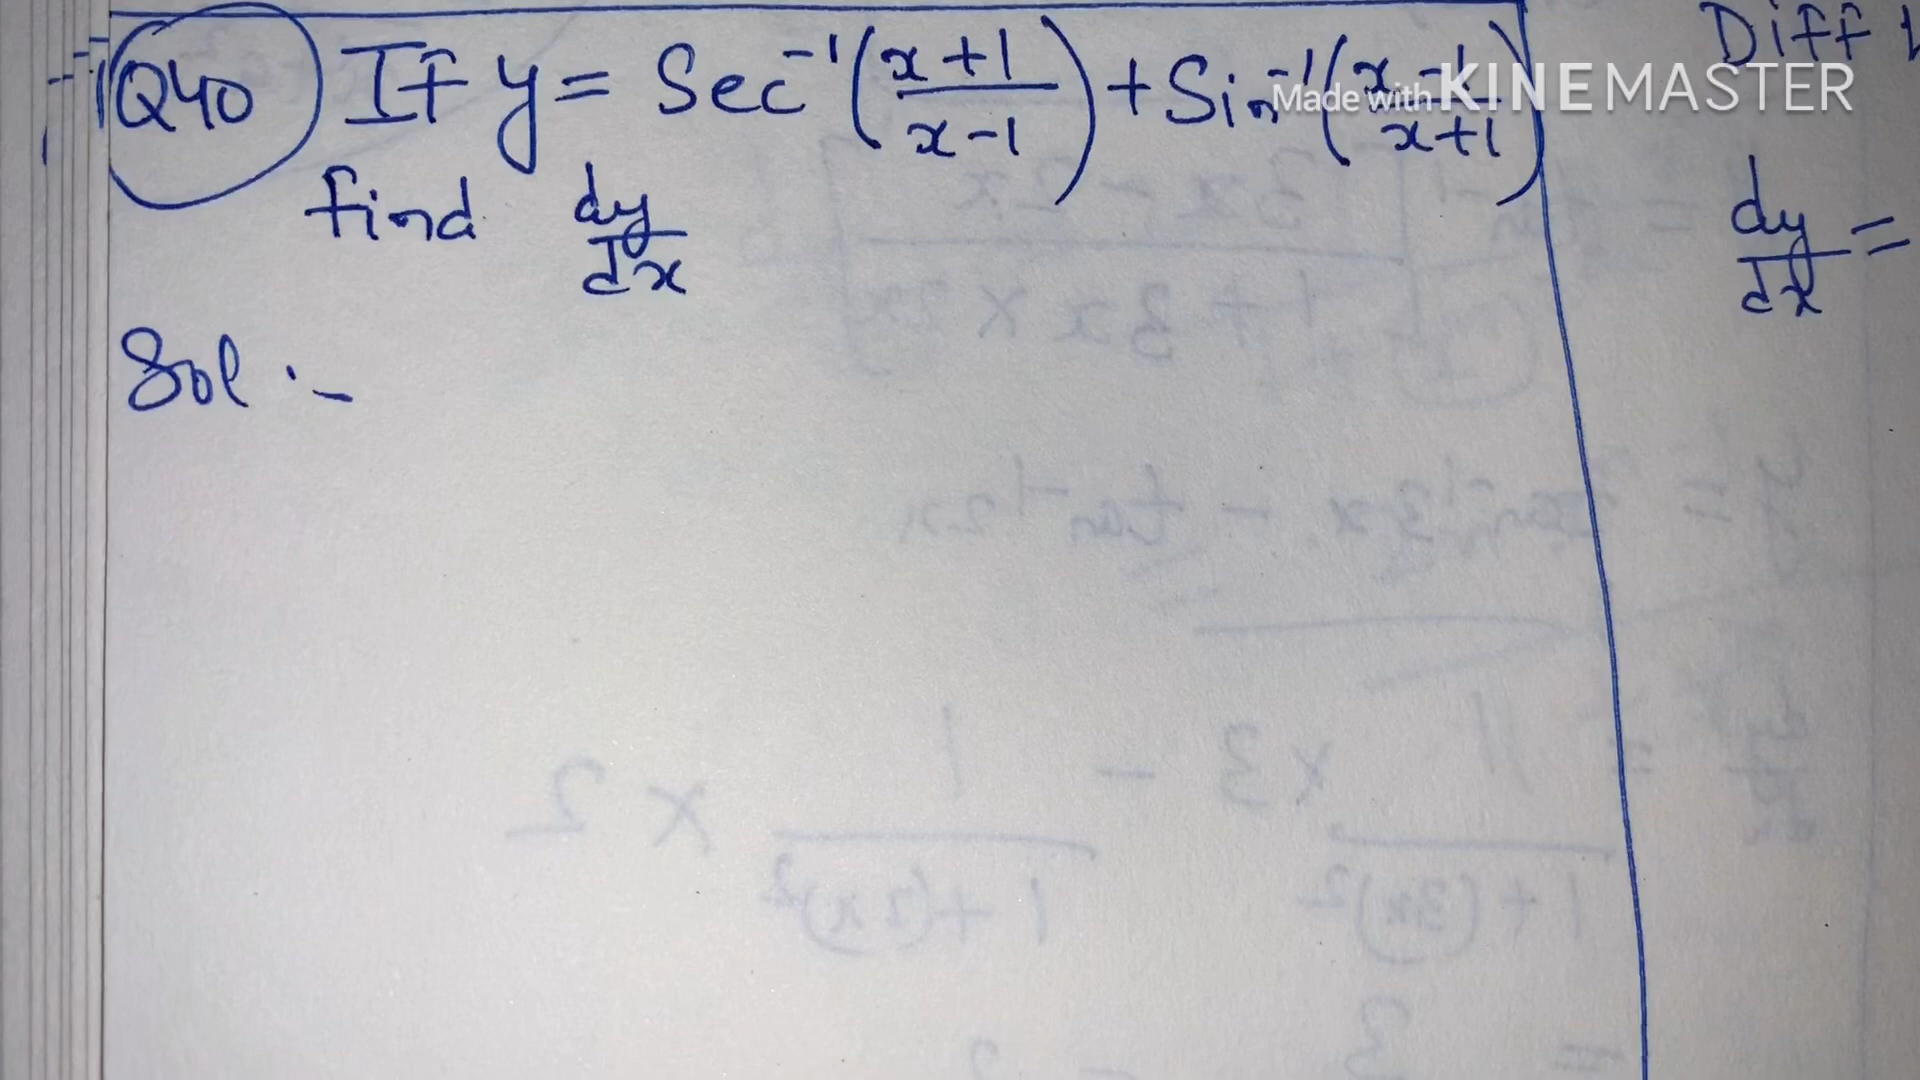 Q40 If y = Sec⁻¹(x+1/x-1) + Sin⁻¹(x-1/x+1)
find dy/dx
Sol :-
Diff
dy/dx =
Made with KINEMASTER